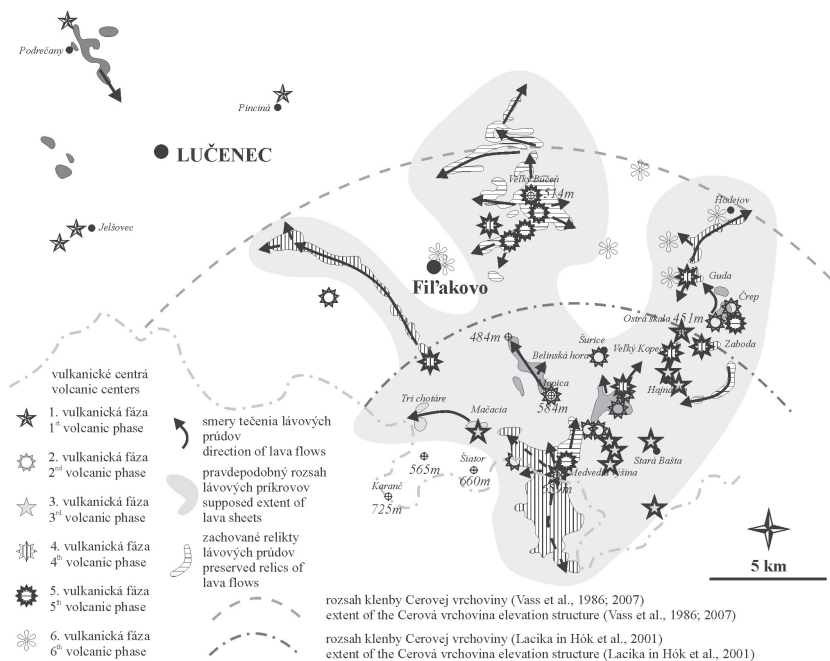 Podrečany
Pinciná
LUČENEC
Jelšovec
Veľký Bučeň
514m
Hodejov
Fiľakovo
Guda
Črep
Ostrá skala 451m
484m
Šurice
Veľký Kopec
Zaboda
Belinská hora
Monica
584m
Hajnáčka
vulkanické centrá
volcanic centers
1. vulkanická fáza
1st volcanic phase
2. vulkanická fáza
2nd volcanic phase
3. vulkanická fáza
3rd volcanic phase
4. vulkanická fáza
4th volcanic phase
5. vulkanická fáza
5th volcanic phase
6. vulkanická fáza
6th volcanic phase
smery tečenia lávových
prúdov
direction of lava flows
pravdepodobný rozsah
lávových príkrovov
supposed extent of
lava sheets
zachované relikty
lávových prúdov
preserved relics of
lava flows
Tri chotáre
Mačacia
565m
Šiator
660m
Karanč
725m
Medvedia výšina
Stará Bašta
5 km
rozsah klenby Cerovej vrchoviny (Vass et al., 1986; 2007)
extent of the Cerová vrchovina elevation structure (Vass et al., 1986; 2007)
rozsah klenby Cerovej vrchoviny (Lacika in Hók et al., 2001)
extent of the Cerová vrchovina elevation structure (Lacika in Hók et al., 2001)